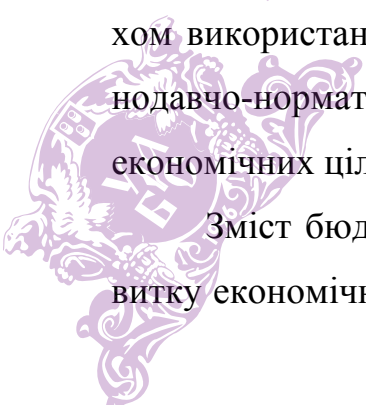 хом використан
нодавчо-нормат
економічних ціл
Зміст бюд
витку економічн